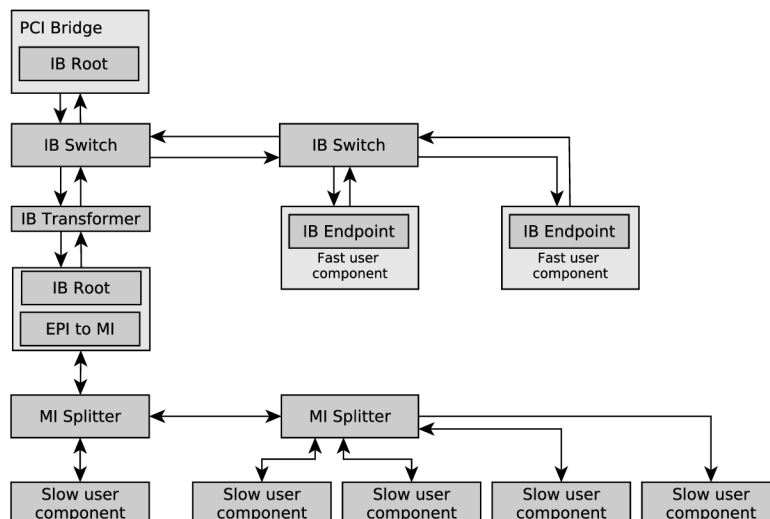 PCI Bridge
IB Root
IB Switch
IB Switch
IB Transformer
IB Endpoint
Fast user
component
IB Endpoint
Fast user
component
IB Root
EPI to MI
MI Splitter
MI Splitter
Slow user
component
Slow user
component
Slow user
component
Slow user
component
Slow user
component